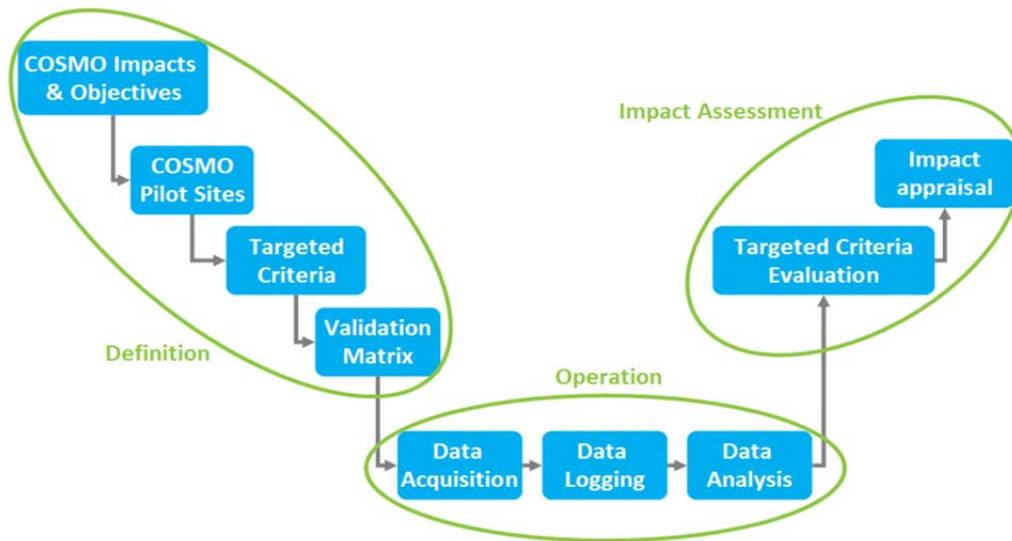 COSMO Impacts
& Objectives
COSMO
Pilot Sites
Targeted
Criteria
Validation
Matrix
Definition
Operation
Data
Acquisition
Data
Logging
Data
Analysis
Impact Assessment
Targeted Criteria
Evaluation
Impact
appraisal